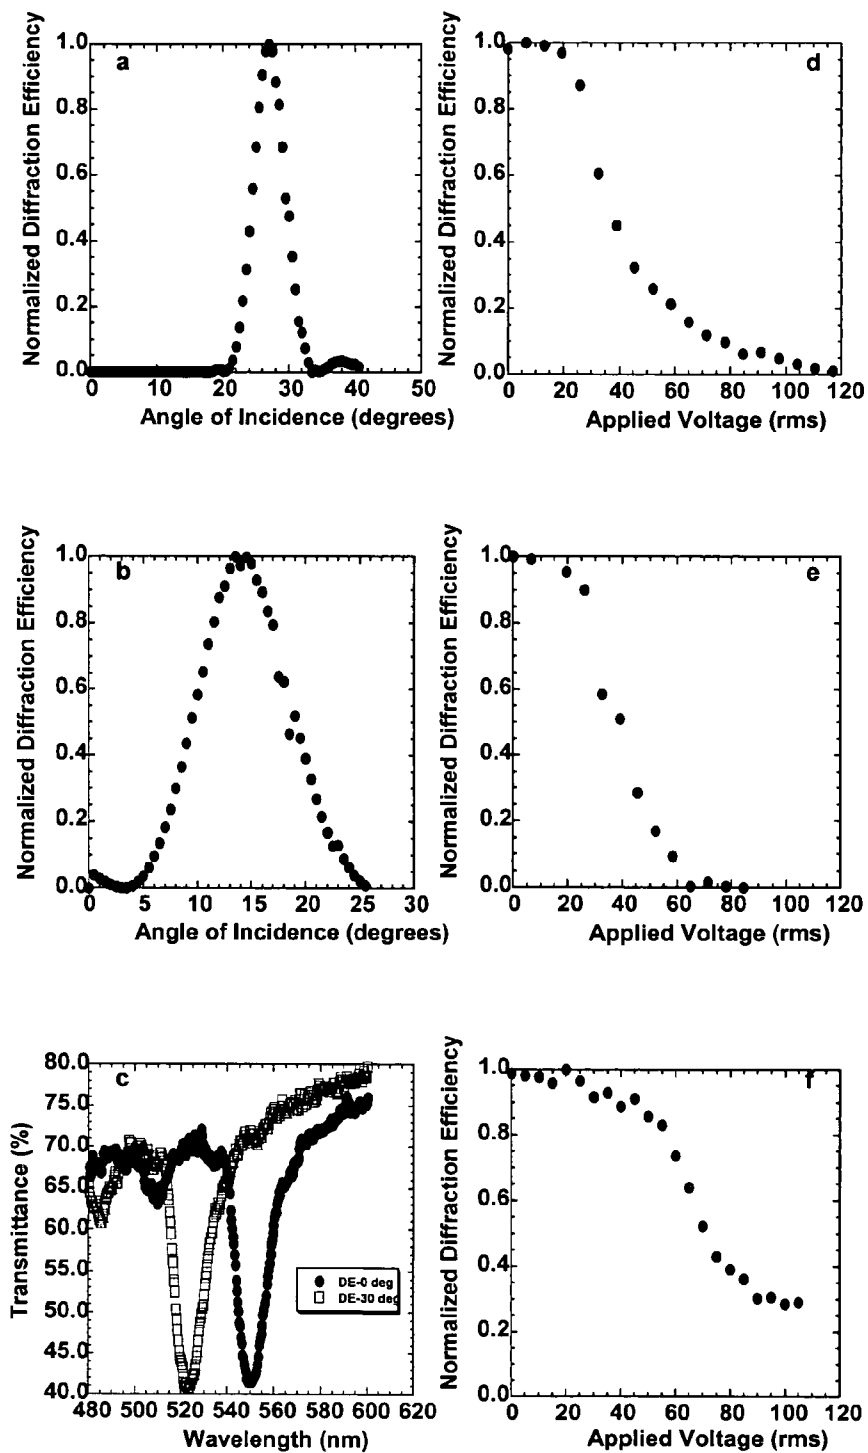 a
Normalized Diffraction Efficiency
1.0
0.8
0.6
0.4
0.2
0.0
0 10 20 30 40 50
Angle of Incidence (degrees)
d
Normalized Diffraction Efficiency
1.0
0.8
0.6
0.4
0.2
0.0
0 20 40 60 80 100 120
Applied Voltage (rms)
b
Normalized Diffraction Efficiency
1.0
0.8
0.6
0.4
0.2
0.0
0 5 10 15 20 25 30
Angle of Incidence (degrees)
e
Normalized Diffraction Efficiency
1.0
0.8
0.6
0.4
0.2
0.0
0 20 40 60 80 100 120
Applied Voltage (rms)
c
Transmittance (%)
80.0
75.0
70.0
65.0
60.0
55.0
50.0
45.0
40.0
DE-0 deg
DE-30 deg
480 500 520 540 560 580 600 620
Wavelength (nm)
f
Normalized Diffraction Efficiency
1.0
0.8
0.6
0.4
0.2
0.0
0 20 40 60 80 100 120
Applied Voltage (rms)